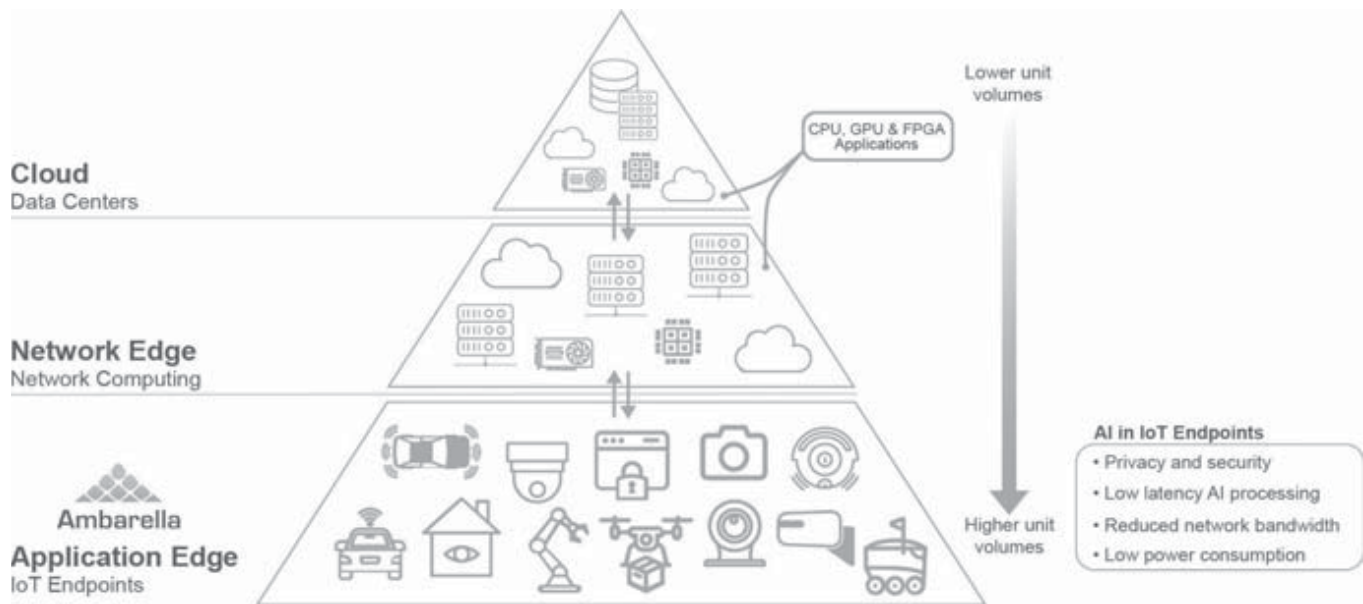 Lower unit
volumes
CPU, GPU & FPGA
Applications
Cloud
Data Centers
Network Edge
Network Computing
AI in IoT Endpoints
• Privacy and security
• Low latency AI processing
• Reduced network bandwidth
• Low power consumption
Ambarella
Application Edge
IoT Endpoints
Higher unit
volumes